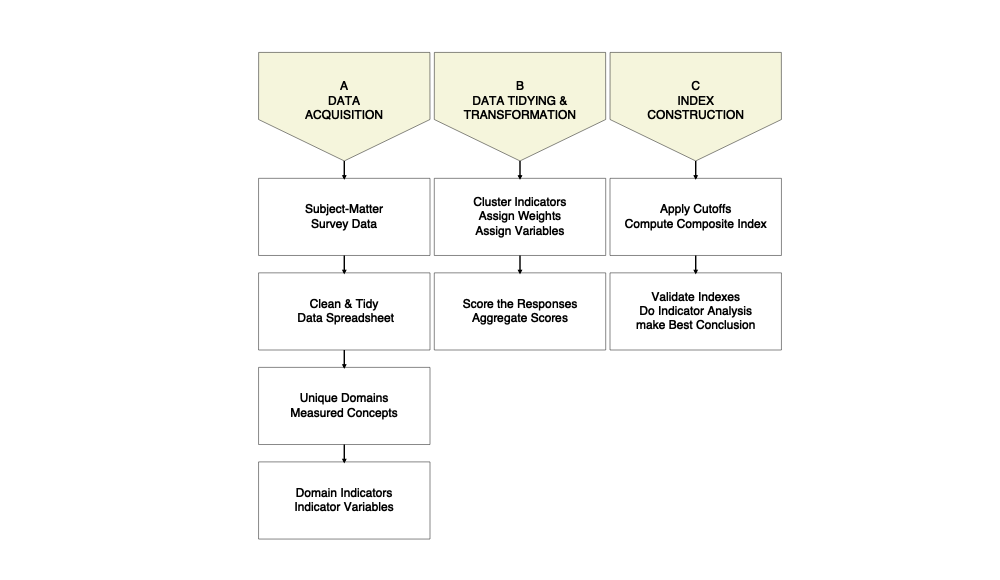 A
DATA
ACQUISITION
Subject-Matter
Survey Data
Clean & Tidy
Data Spreadsheet
Unique Domains
Measured Concepts
Domain Indicators
Indicator Variables
B
DATA TIDYING &
TRANSFORMATION
Cluster Indicators
Assign Weights
Assign Variables
Score the Responses
Aggregate Scores
C
INDEX
CONSTRUCTION
Apply Cutoffs
Compute Composite Index
Validate Indexes
Do Indicator Analysis
make Best Conclusion